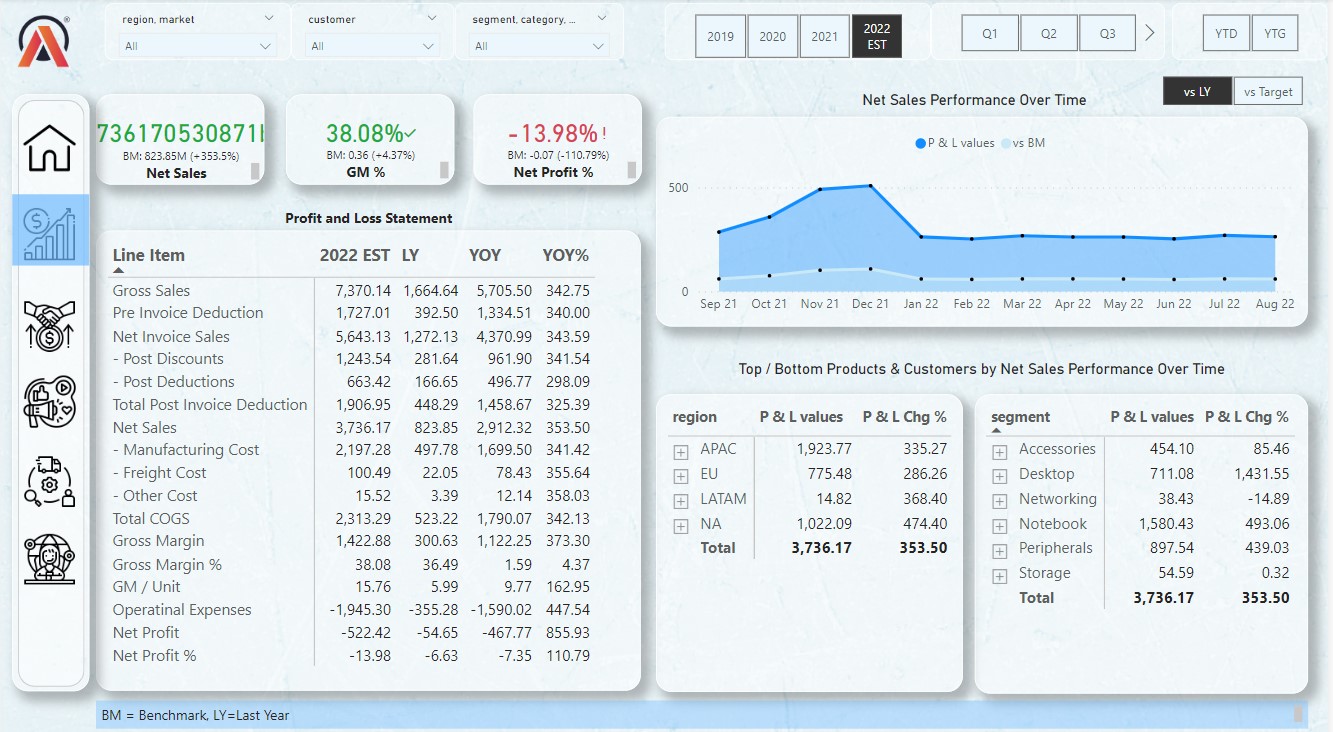 region, market
customer
segment, category, ...
All
All
All
2019
2020
2021
2022 EST
Q1
Q2
Q3
YTD
YTG
vs LY
vs Target
BM: 823.85M (+353.5%)
Net Sales
38.08%
BM: 0.36 (+4.37%)
GM %
-13.98% !
BM: -0.07 (-110.79%)
Net Profit %
Net Sales Performance Over Time
P & L values vs BM
500
0
Sep 21 Oct 21 Nov 21 Dec 21 Jan 22 Feb 22 Mar 22 Apr 22 May 22 Jun 22 Jul 22 Aug 22
Profit and Loss Statement
Line Item 2022 EST LY YOY YOY%
Gross Sales 7,370.14 1,664.64 5,705.50 342.75
Pre Invoice Deduction 1,727.01 392.50 1,334.51 340.00
Net Invoice Sales 5,643.13 1,272.13 4,370.99 343.59
- Post Discounts 1,243.54 281.64 961.90 341.54
- Post Deductions 663.42 166.65 496.77 298.09
Total Post Invoice Deduction 1,906.95 448.29 1,458.67 325.39
Net Sales 3,736.17 823.85 2,912.32 353.50
- Manufacturing Cost 2,197.28 497.78 1,699.50 341.42
- Freight Cost 100.49 22.05 78.43 355.64
- Other Cost 15.52 3.39 12.14 358.03
Total COGS 2,313.29 523.22 1,790.07 342.13
Gross Margin 1,422.88 300.63 1,122.25 373.30
Gross Margin % 38.08 36.49 1.59 4.37
GM / Unit 15.76 5.99 9.77 162.95
Operatinal Expenses -1,945.30 -355.28 -1,590.02 447.54
Net Profit -522.42 -54.65 -467.77 855.93
Net Profit % -13.98 -6.63 -7.35 110.79
Top / Bottom Products & Customers by Net Sales Performance Over Time
region P & L values P & L Chg %
APAC 1,923.77 335.27
EU 775.48 286.26
LATAM 14.82 368.40
NA 1,022.09 474.40
Total 3,736.17 353.50
segment P & L values P & L Chg %
Accessories 454.10 85.46
Desktop 711.08 1,431.55
Networking 38.43 -14.89
Notebook 1,580.43 493.06
Peripherals 897.54 439.03
Storage 54.59 0.32
Total 3,736.17 353.50
BM = Benchmark, LY=Last Year